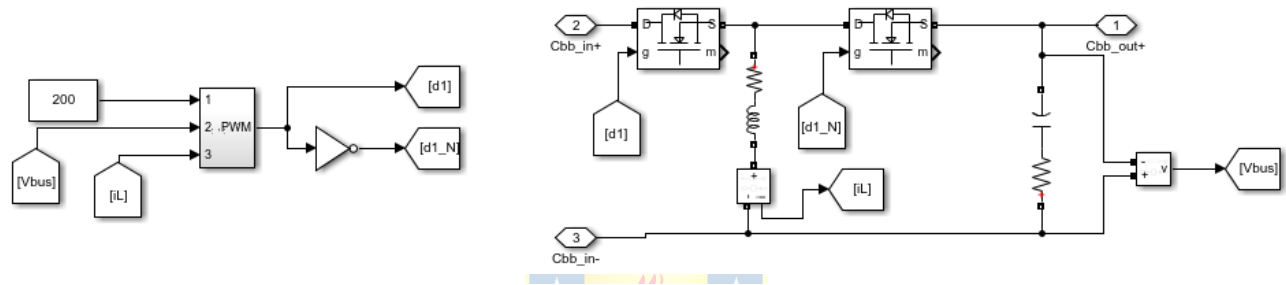 200
1
2
3
PWM
[Vbus]
[iL]
[d1]
[d1_N]
2
Cbb_in+
D
S
g
m
[d1]
D
S
g
m
[d1_N]
1
Cbb_out+
+
[iL]
-
+
v
[Vbus]
3
Cbb_in-